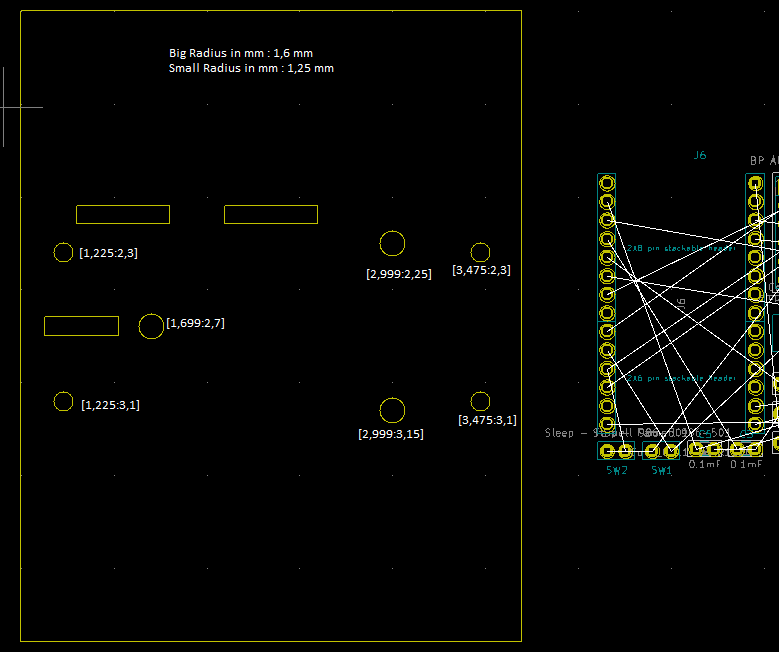 Big Radius in mm : 1,6 mm
Small Radius in mm : 1,25 mm
J6
BP
[1,225:2,3]
[2,999:2,25]
[3,475:2,3]
2X8 pin stackable header
[1,699:2,7]
2X6 pin stackable header
[1,225:3,1]
[2,999:3,15]
[3,475:3,1]
Sleep -
SW2
SW1
0.1mF
0.1mF